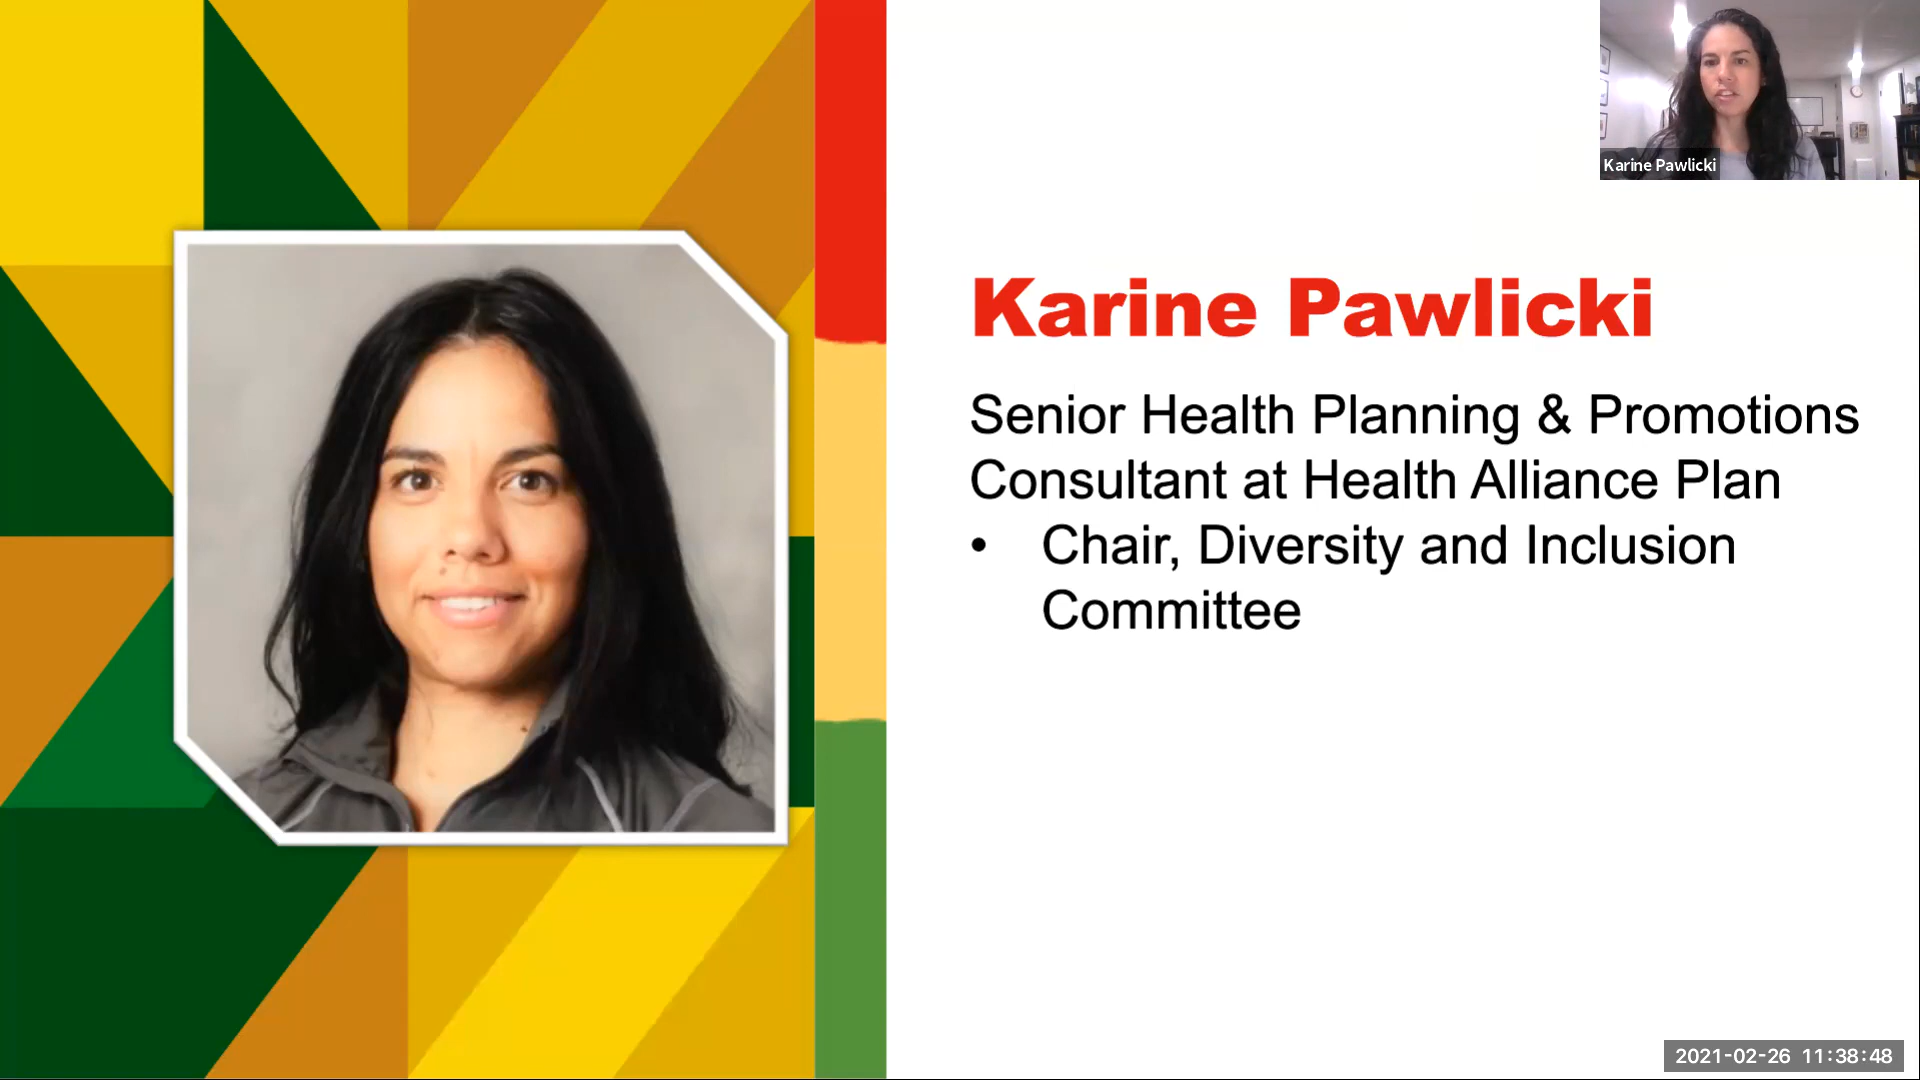 Karine Pawlicki
Karine Pawlicki
Senior Health Planning & Promotions
Consultant at Health Alliance Plan
• Chair, Diversity and Inclusion
Committee
2021-02-26 11:38:48